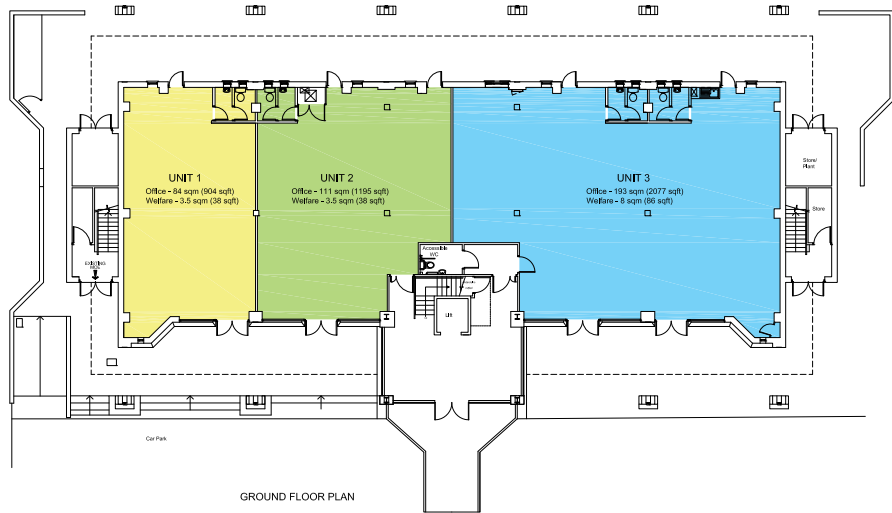 UNIT 1
Office - 84 sqm (904 sqft)
Welfare - 3.5 sqm (38 sqft)
UNIT 2
Office - 111 sqm (1195 sqft)
Welfare - 3.5 sqm (38 sqft)
UNIT 3
Office - 193 sqm (2077 sqft)
Welfare - 8 sqm (86 sqft)
Store/
Plant
Store
Accessible
WC
EXISTING
Lift
Car Park
GROUND FLOOR PLAN